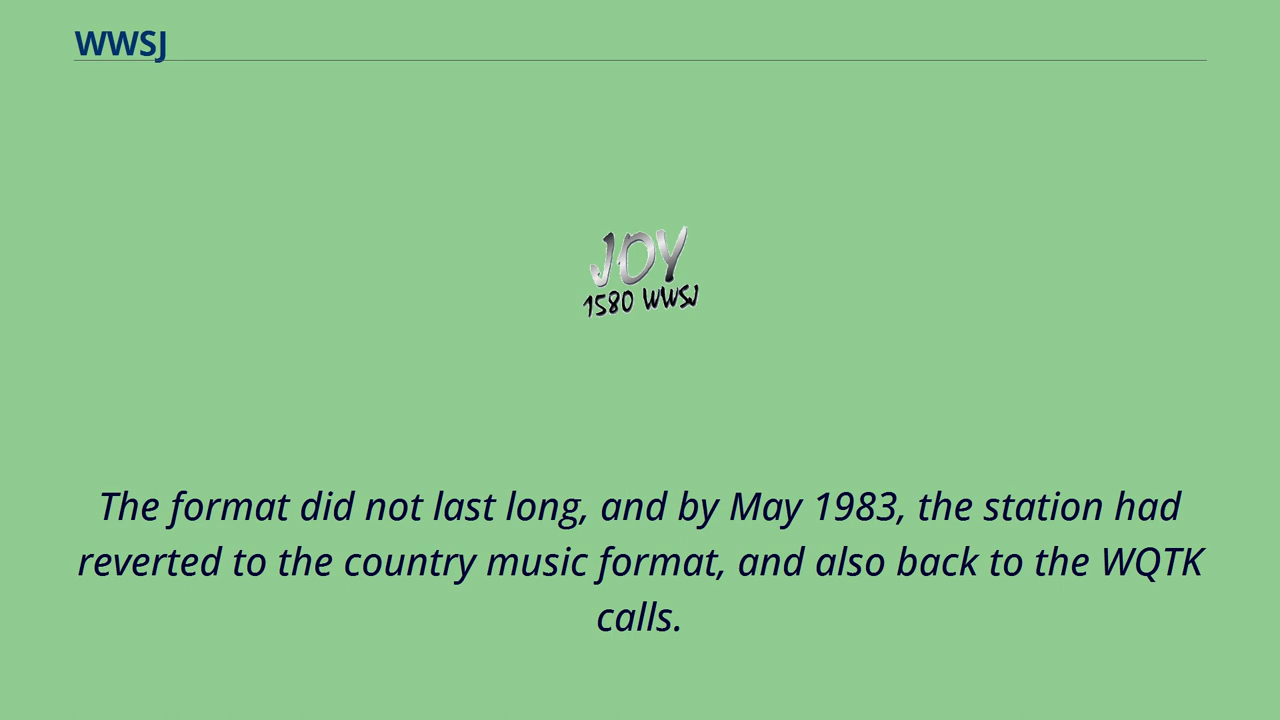 WWSJ
JOY
1580 WWSJ
The format did not last long, and by May 1983, the station had
reverted to the country music format, and also back to the WQTK
calls.